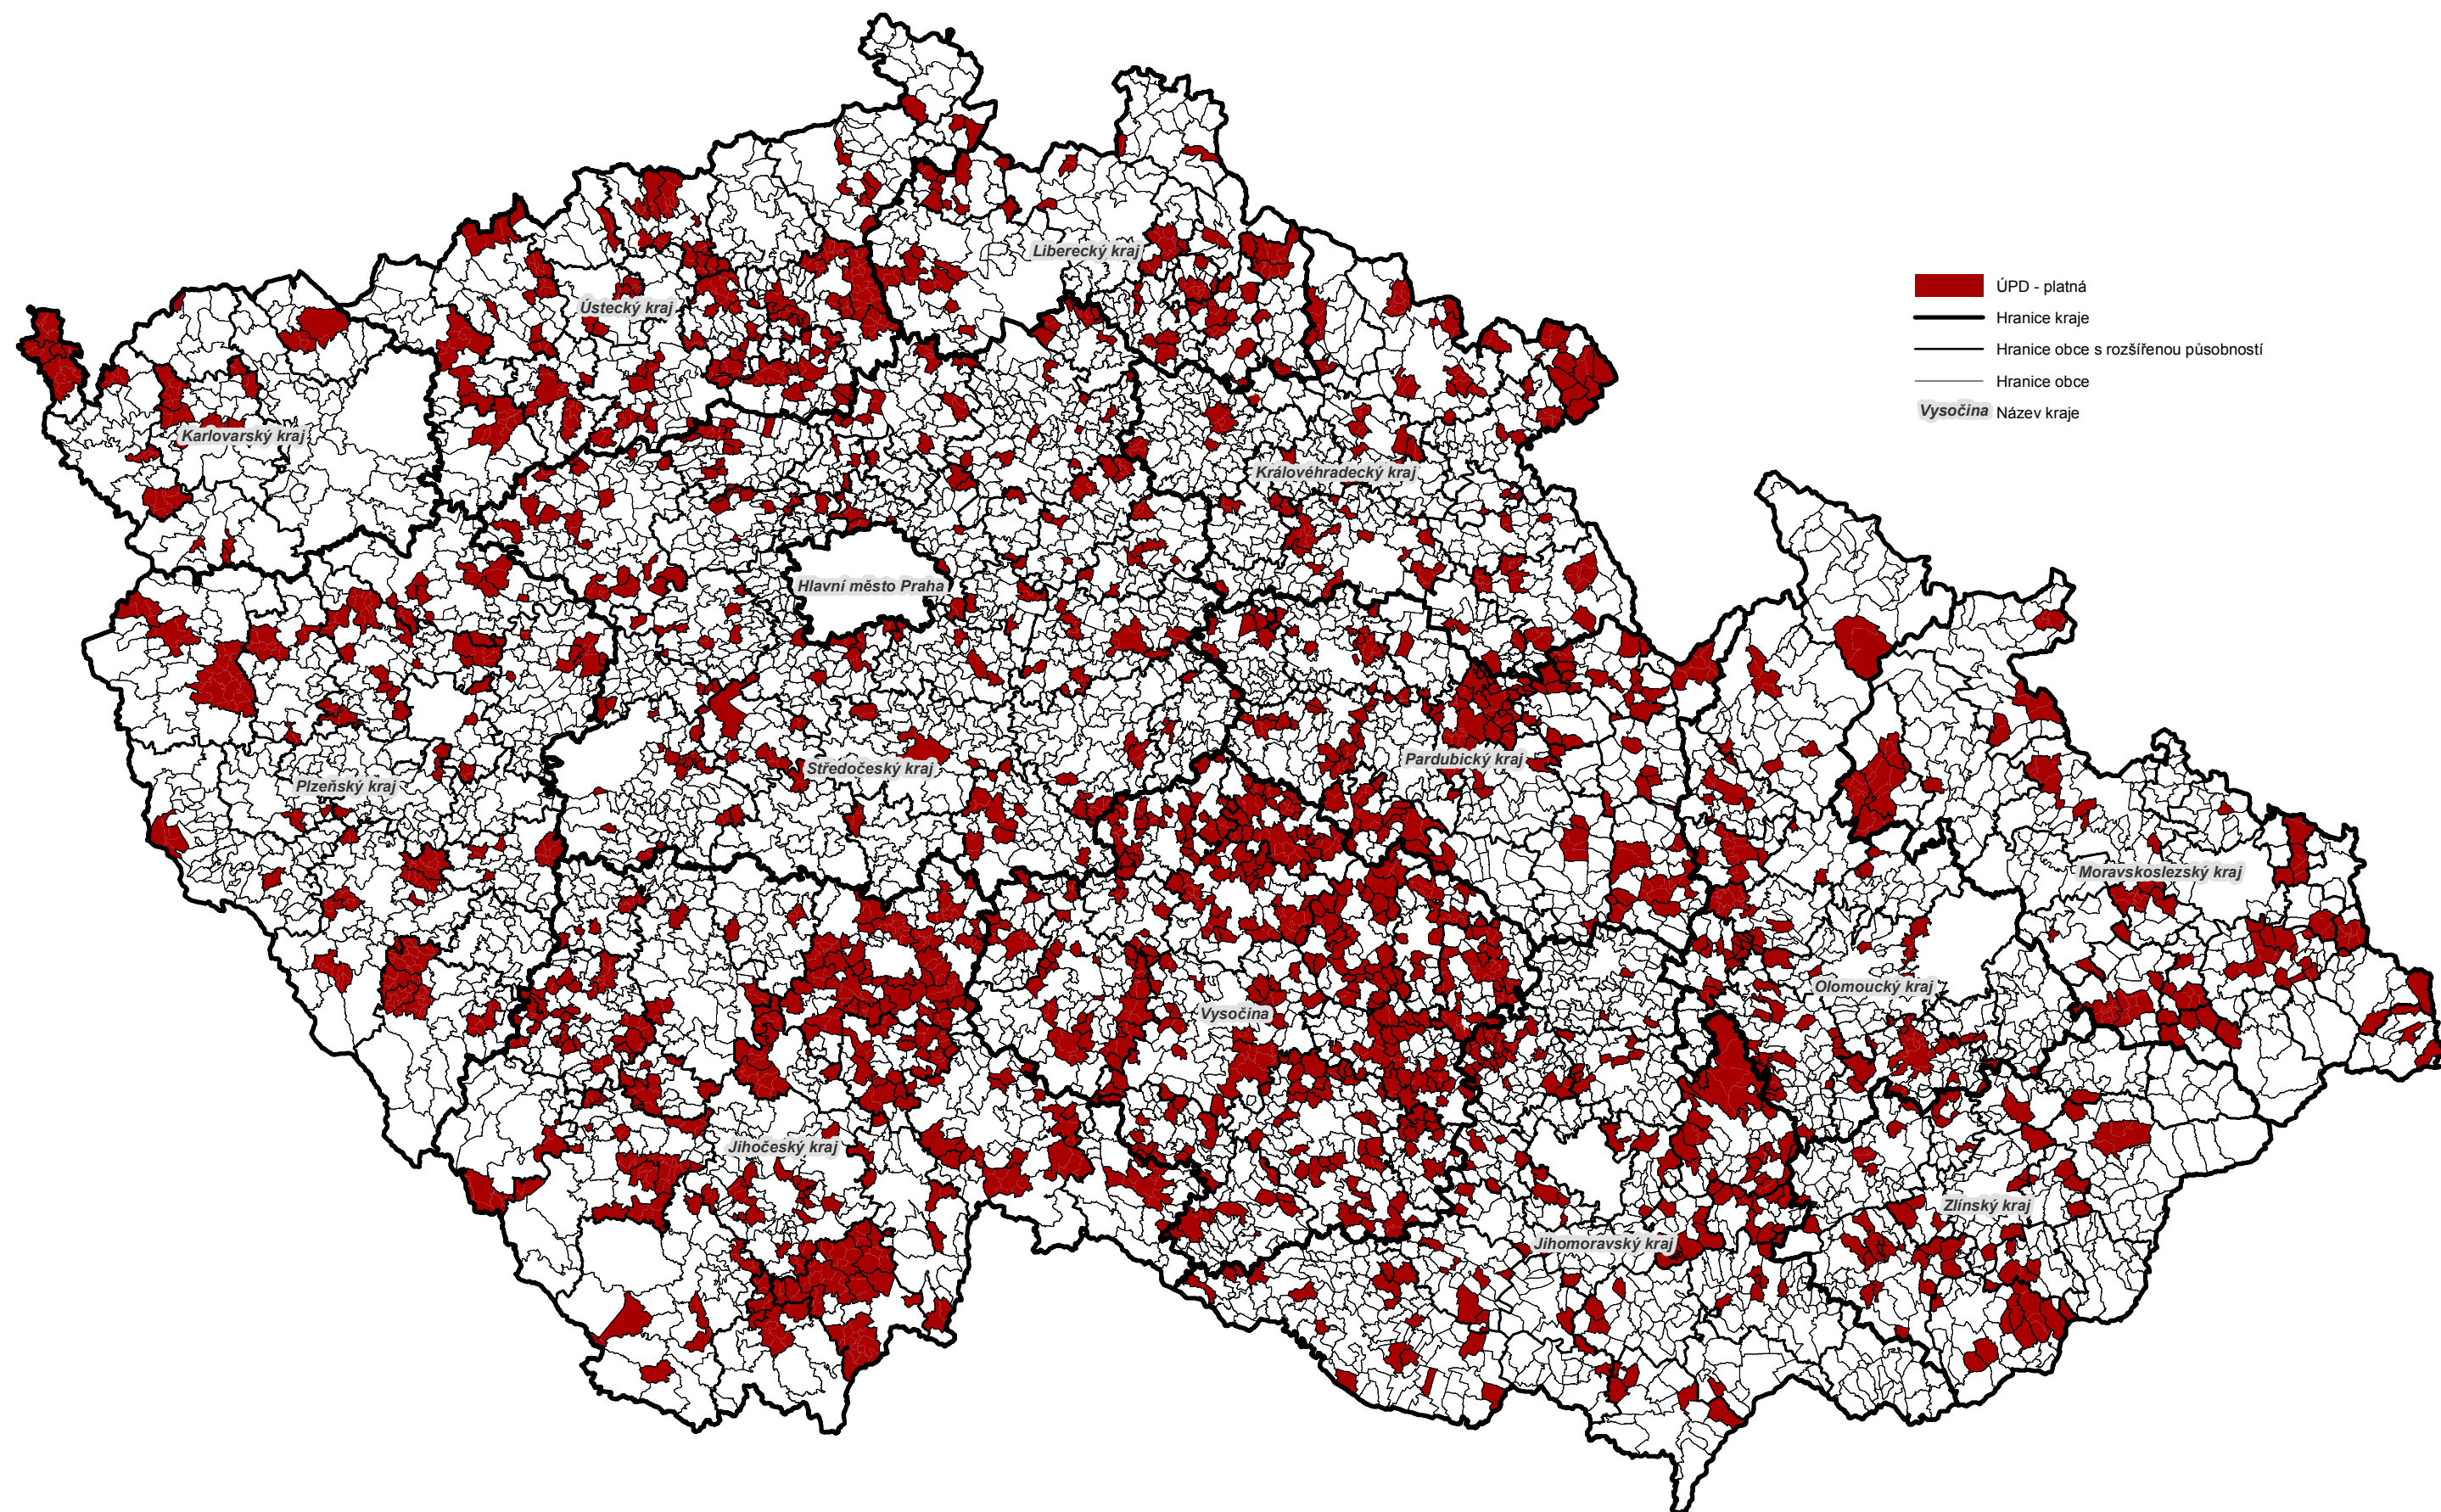 Liberecký kraj
Ústecký kraj
Karlovarský kraj
Královéhradecký kraj
Hlavní město Praha
Středočeský kraj
Pardubický kraj
Plzeňský kraj
Moravskoslezský kraj
Olomoucký kraj
Vysočina
Jihočeský kraj
Zlínský kraj
Jihomoravský kraj
ÚPD - platná
Hranice kraje
Hranice obce s rozšířenou působností
Hranice obce
Vysočina Název kraje